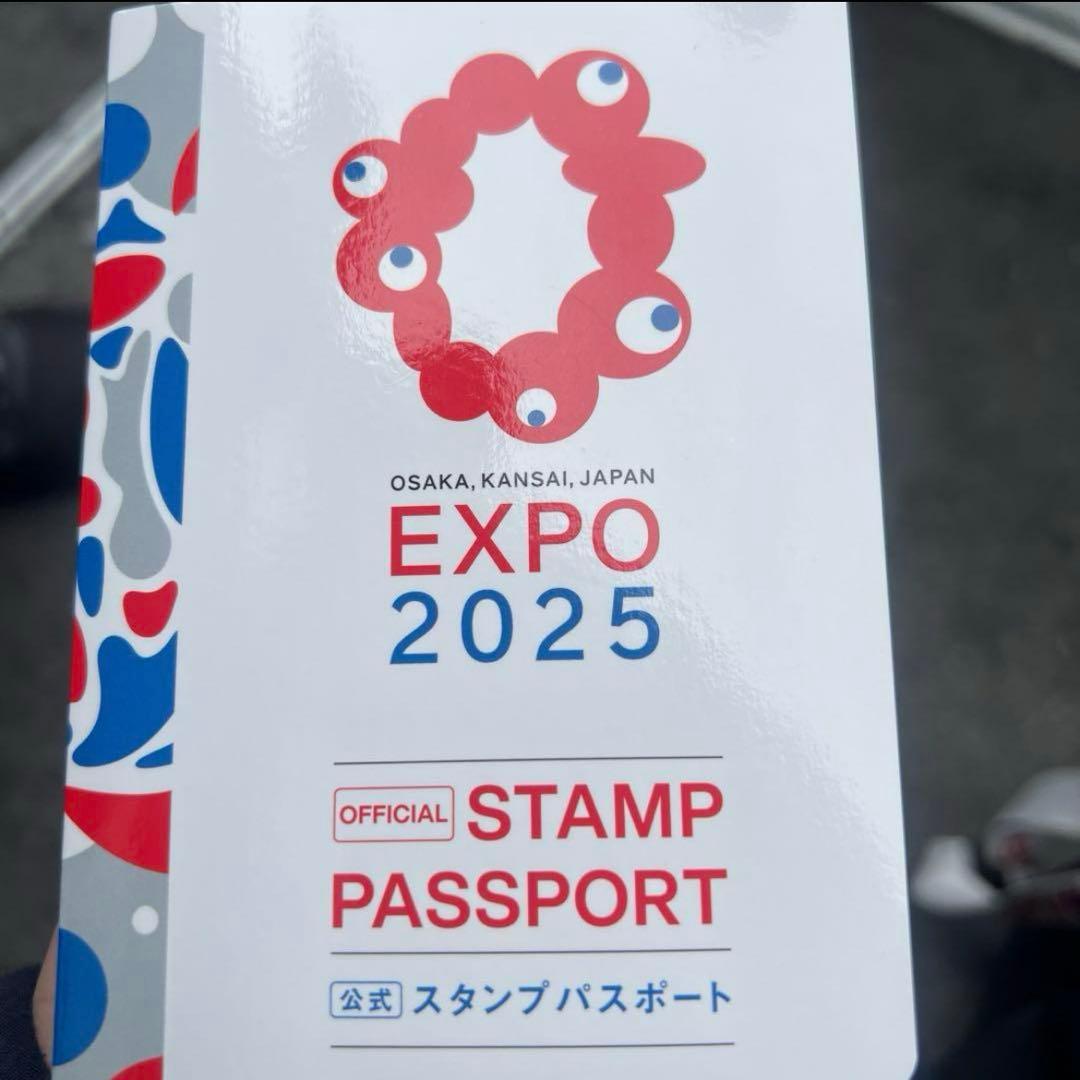 OSAKA, KANSAI, JAPAN
EXPO
2025
OFFICIAL STAMP
PASSPORT
公式 スタンプパスポート